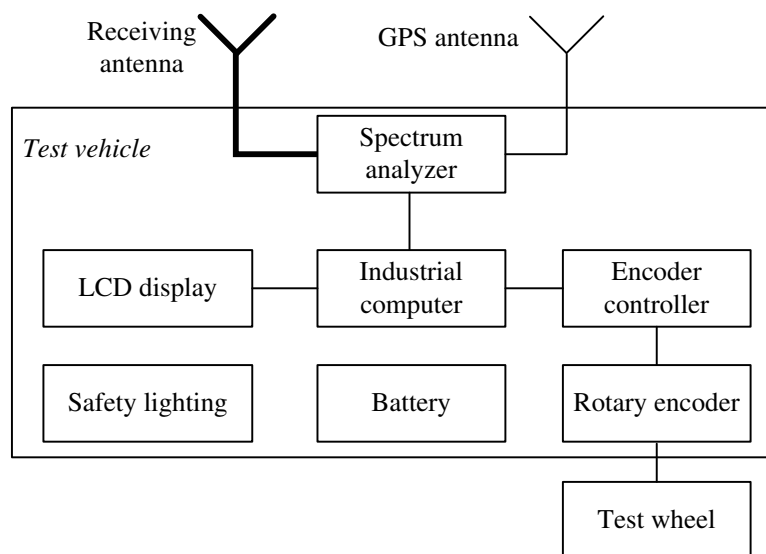 Receiving
antenna
GPS antenna
Test vehicle
Spectrum
analyzer
LCD display
Industrial
computer
Encoder
controller
Safety lighting
Battery
Rotary encoder
Test wheel